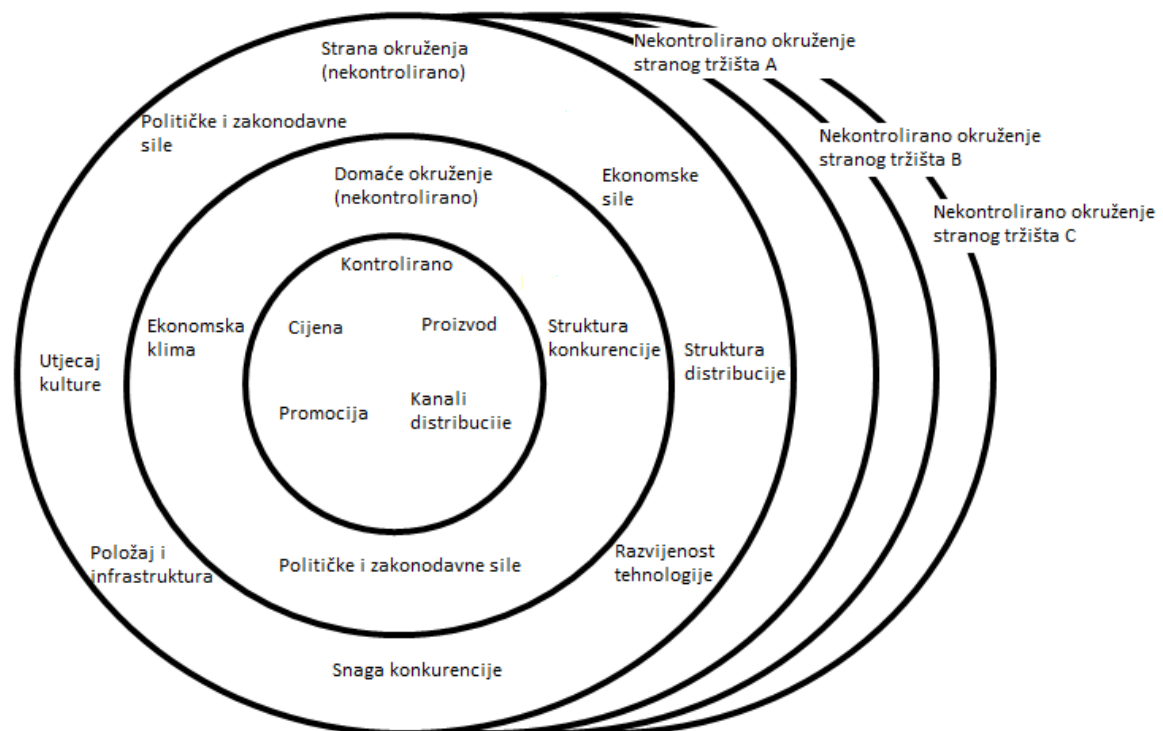 Strana okruženja
(nekontrolirano)
Nekontrolirano okruženje
stranog tržišta A
Političke i zakonodavne
sile
Nekontrolirano okruženje
stranog tržišta B
Domaće okruženje
(nekontrolirano)
Ekonomske
sile
Nekontrolirano okruženje
stranog tržišta C
Kontrolirano
Ekonomska
klima
Cijena
Proizvod
Struktura
konkurencije
Utjecaj
kulture
Struktura
distribucije
Promocija
Kanali
distribuciie
Položaj i
infrastruktura
Političke i zakonodavne sile
Razvijenost
tehnologije
Snaga konkurencije